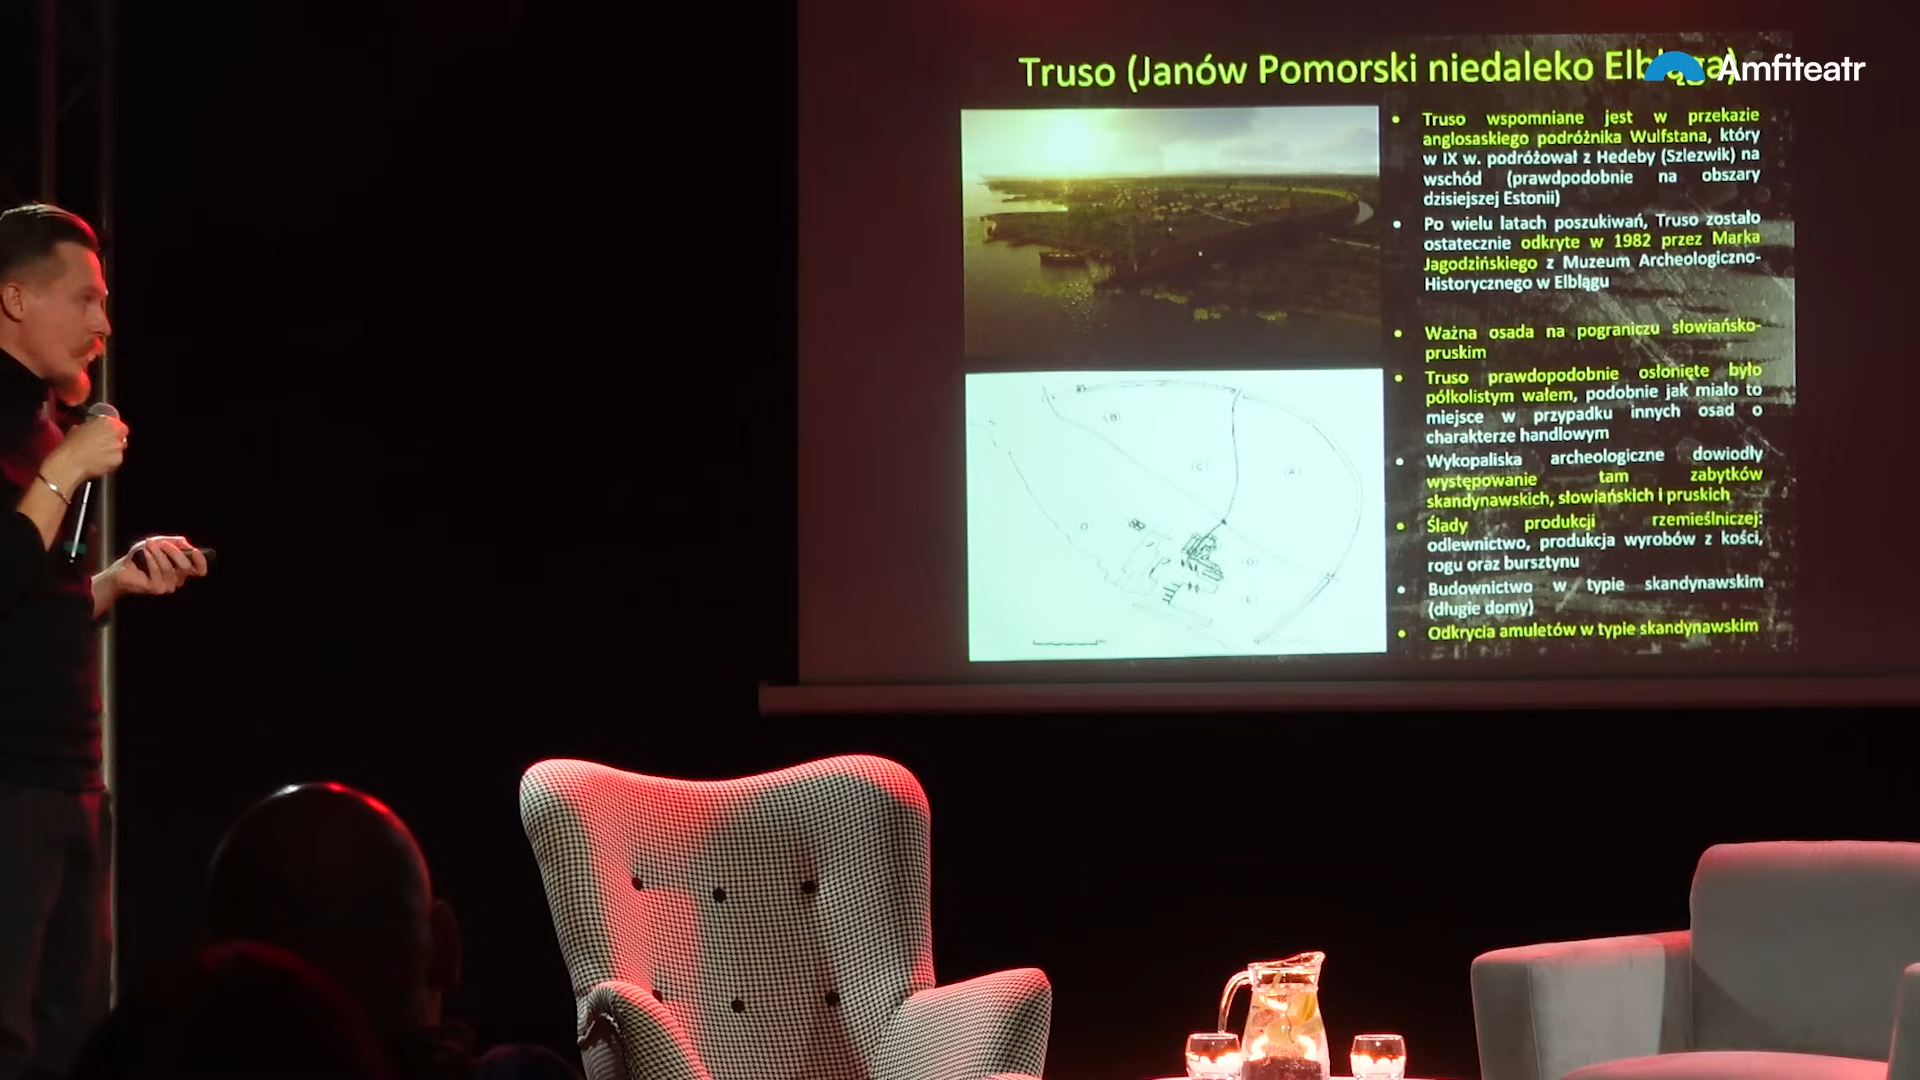 Truso (Janów Pomorski niedaleko Elbląga)
Amfiteatr
• Truso wspomniane jest w przekazie
anglosaskiego podróżnika Wulfstana, który
w IX w. podróżował z Hedeby (Szlezwik) na
wschód (prawdpodobnie na obszary
dzisiejszej Estonii)
• Po wielu latach poszukiwań, Truso zostało
ostatecznie odkryte w 1982 przez Marka
Jagodzińskiego z Muzeum Archeologiczno-
Historycznego w Elblągu
• Ważna osada na pograniczu słowiańsko-
pruskim
• Truso prawdopodobnie osłonięte było
półkolistym wałem, podobnie jak miało to
miejsce w przypadku innych osad o
charakterze handlowym
• Wykopaliska archeologiczne dowiodły
występowanie tam zabytków
skandynawskich, słowiańskich i pruskich
• Ślady produkcji rzemieślniczej:
odlewnictwo, produkcja wyrobów z kości,
rogu oraz bursztynu
• Budownictwo w typie skandynawskim
(długie domy)
• Odkrycia amuletów w typie skandynawskim
B
C
A
D
E